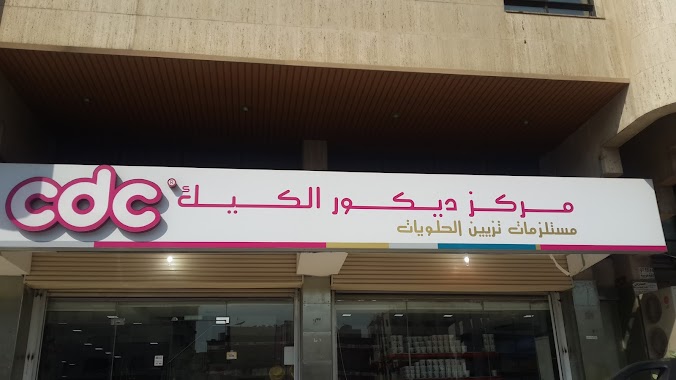 cdc
مركز ديكور الكيك
مستلزمات تزيين الحلويات